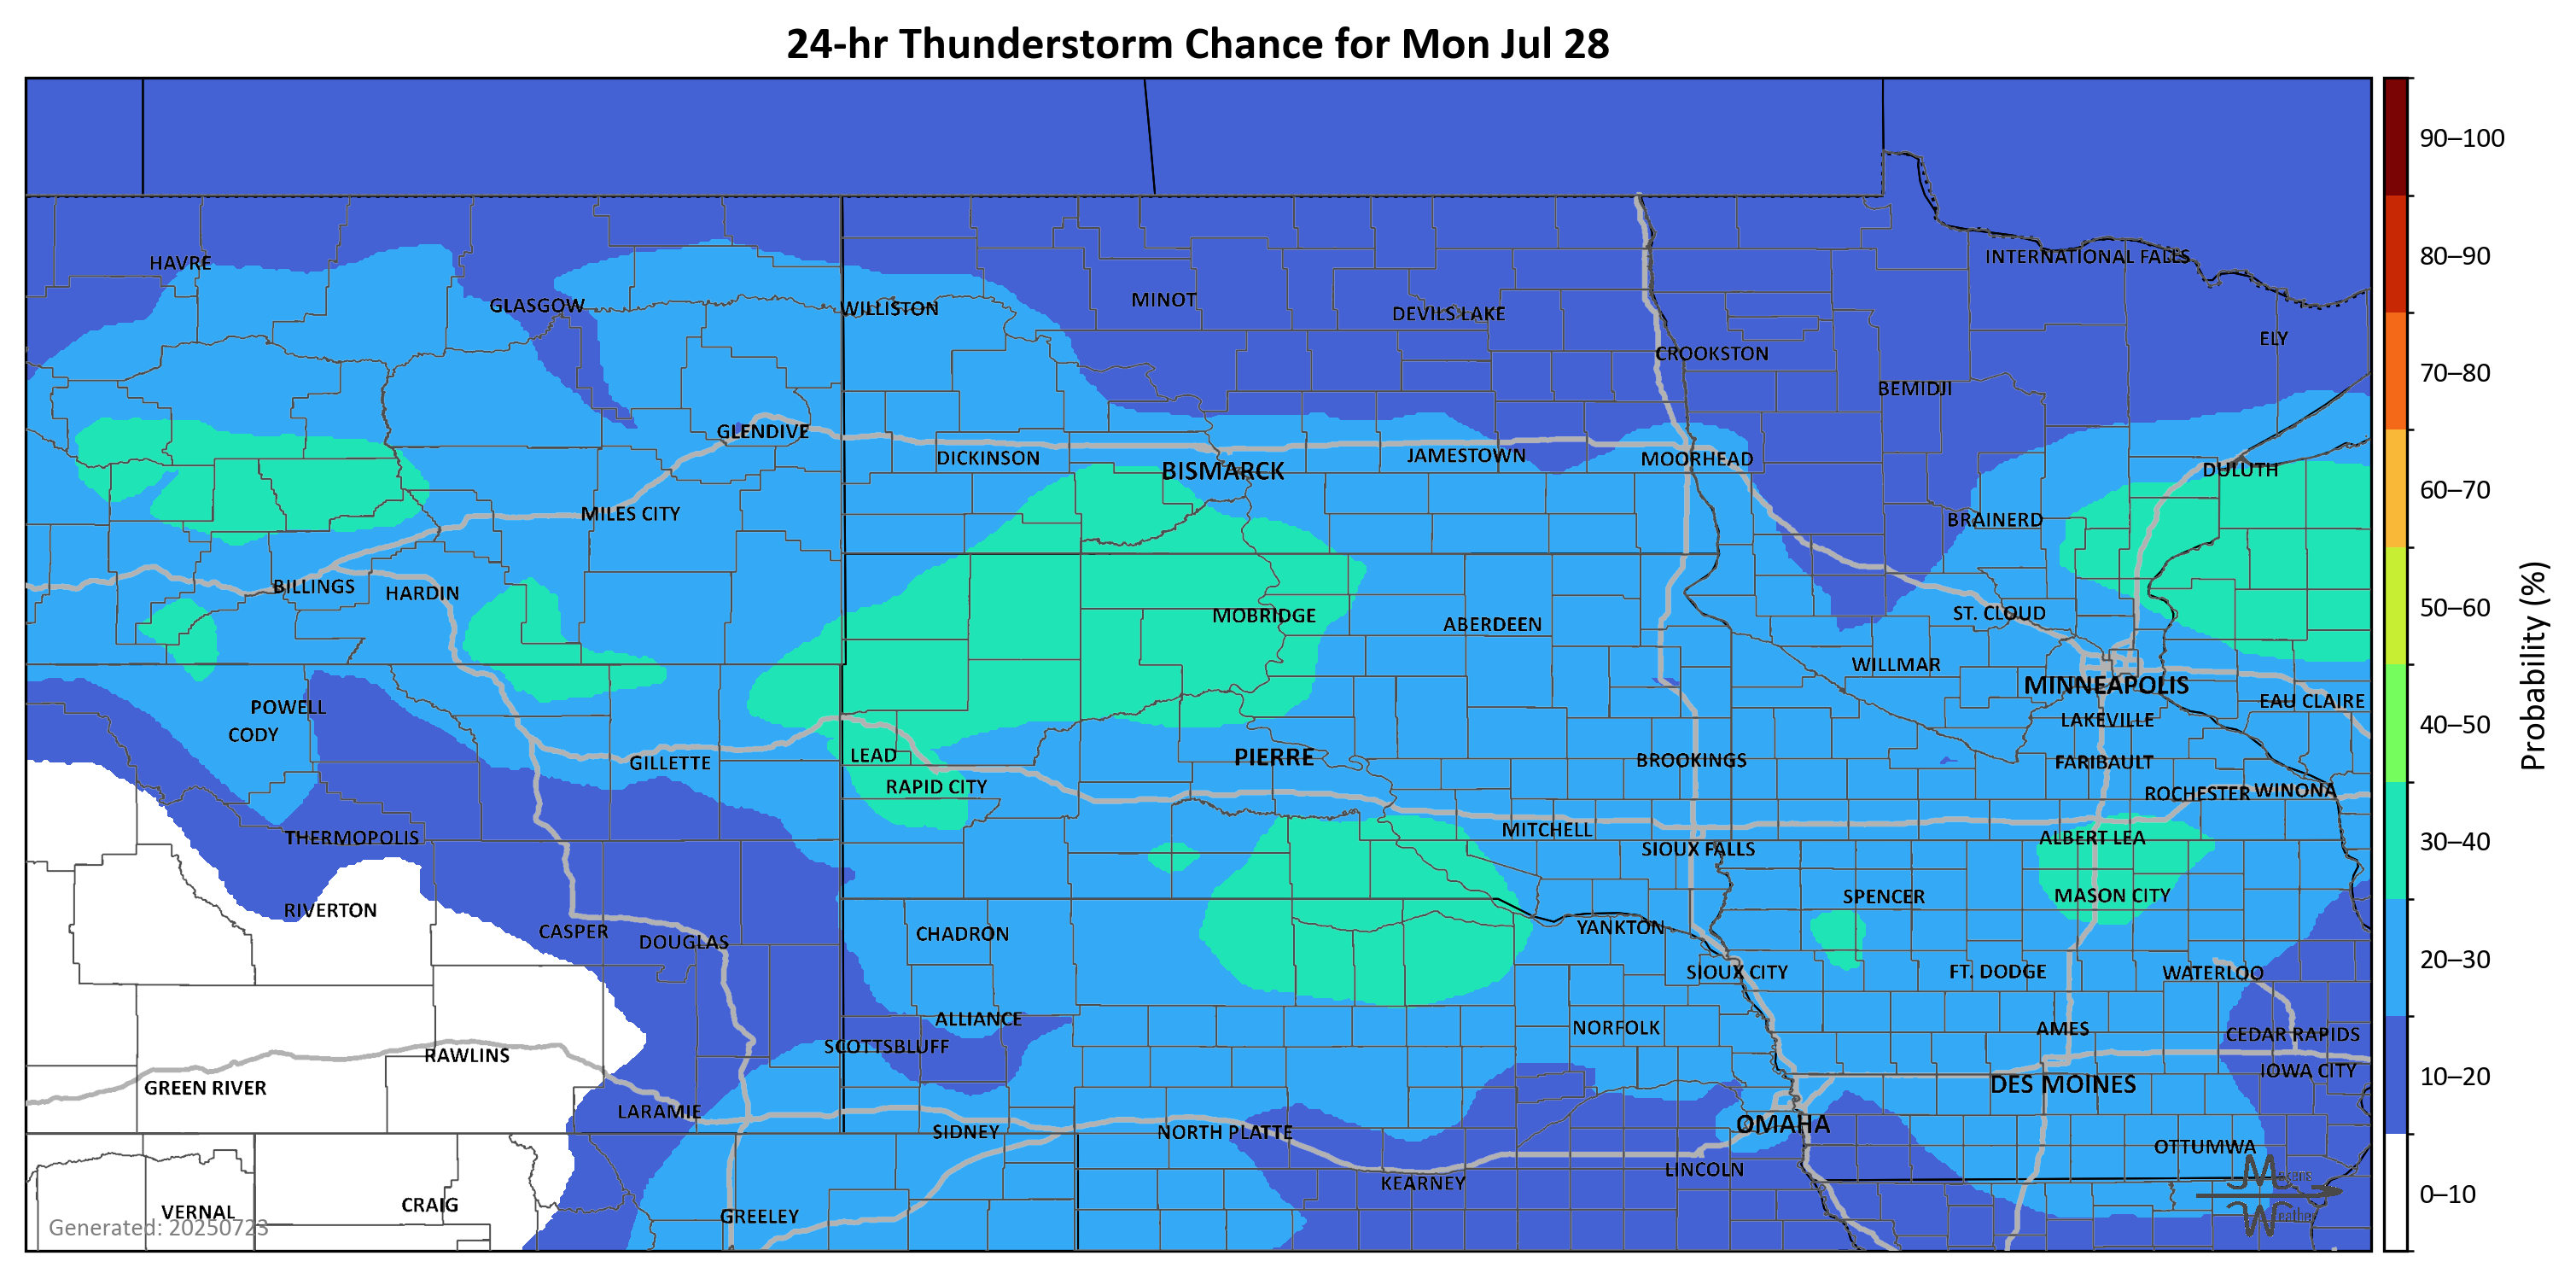 24-hr Thunderstorm Chance for Mon Jul 28
90–100
80–90
70–80
60–70
50–60
40–50
30–40
20–30
10–20
0–10
Probability (%)
HAVRE
INTERNATIONAL FALLS
GLASGOW
WILLISTON
MINOT
DEVILS LAKE
ELY
CROOKSTON
BEMIDJI
GLENDIVE
DICKINSON
BISMARCK
JAMESTOWN
MOORHEAD
DULUTH
MILES CITY
BRAINERD
BILLINGS
HARDIN
MOBRIDGE
ABERDEEN
ST. CLOUD
WILLMAR
MINNEAPOLIS
POWELL
EAU CLAIRE
CODY
LAKEVILLE
LEAD
GILLETTE
PIERRE
BROOKINGS
FARIBAULT
RAPID CITY
ROCHESTER
WINONA
THERMOPOLIS
MITCHELL
ALBERT LEA
SIOUX FALLS
RIVERTON
SPENCER
MASON CITY
CASPER
DOUGLAS
CHADRON
YANKTON
SIOUX CITY
FT. DODGE
WATERLOO
ALLIANCE
NORFOLK
AMES
CEDAR RAPIDS
SCOTTSBLUFF
RAWLINS
IOWA CITY
GREEN RIVER
DES MOINES
LARAMIE
OMAHA
SIDNEY
NORTH PLATTE
OTTUMWA
LINCOLN
KEARNEY
VERNAL
CRAIG
GREELEY
Generated: 20250723
Makens
Weather